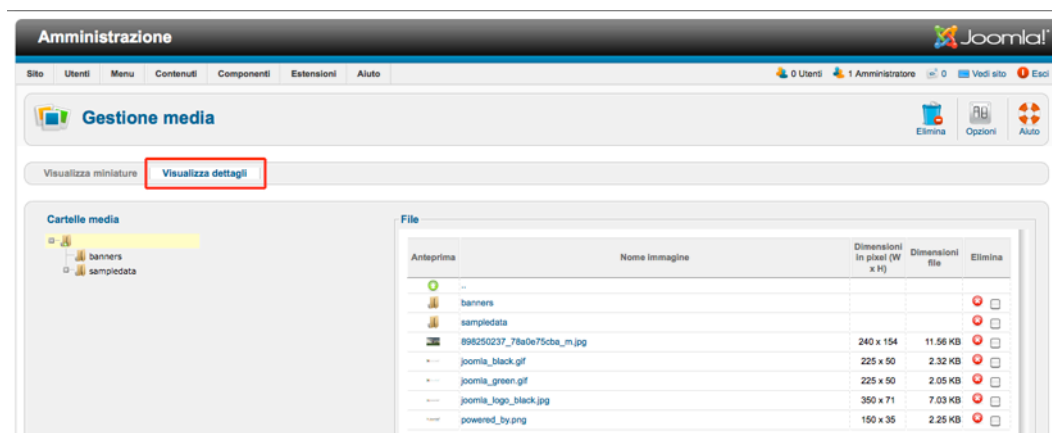 Amministrazione
Joomla!
Sito Utenti Menu Contenuti Componenti Estensioni Aiuto 0 Utenti 1 Amministratore 0 Vedi sito Esci
Gestione media
Elimina Opzioni Aiuto
Visualizza miniature Visualizza dettagli
Cartelle media
banners
sampledata
File
Anteprima Nome immagine Dimensioni in pixel (W x H) Dimensioni file Elimina
..
banners
sampledata
898250237_78a0e75cba_m.jpg 240 x 154 11.56 KB
joomla_black.gif 225 x 50 2.32 KB
joomla_green.gif 225 x 50 2.05 KB
joomla_logo_black.jpg 350 x 71 7.03 KB
powered_by.png 150 x 35 2.25 KB